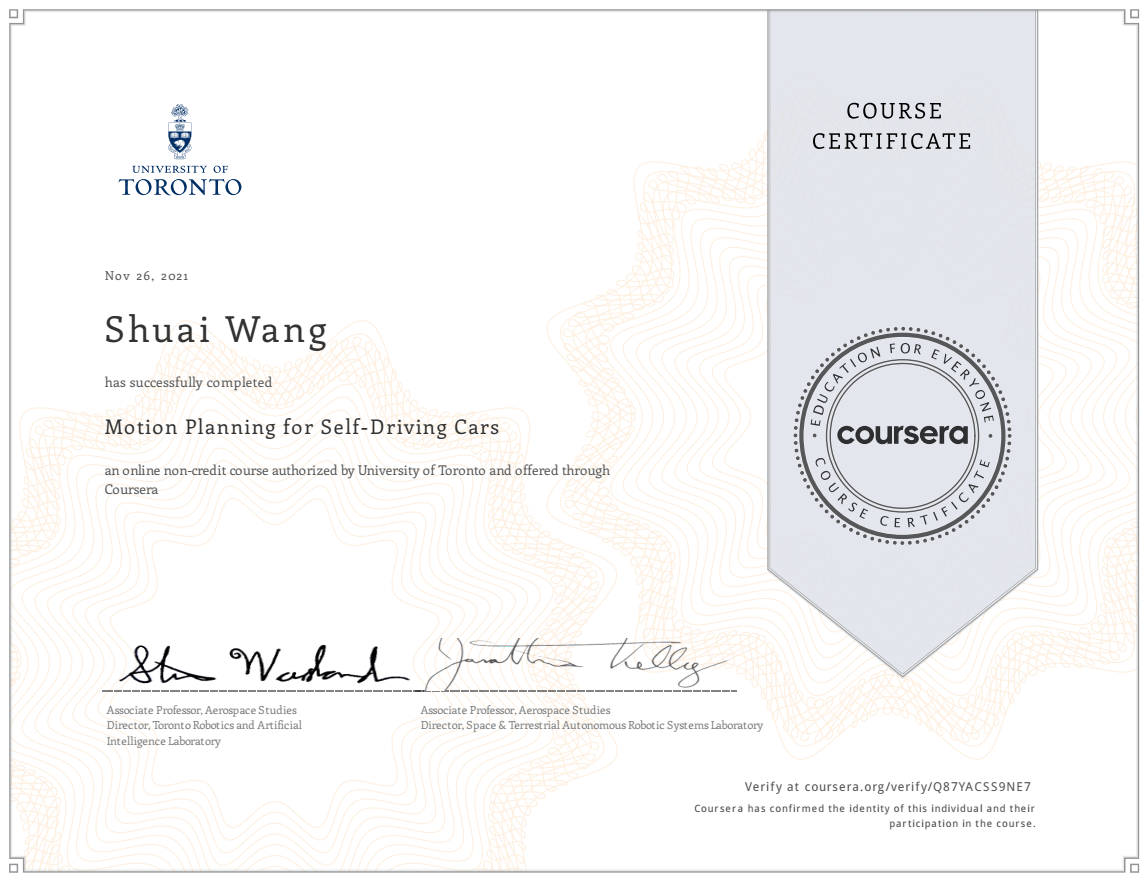 UNIVERSITY OF
TORONTO
COURSE
CERTIFICATE
Nov 26, 2021
Shuai Wang
has successfully completed
Motion Planning for Self-Driving Cars
an online non-credit course authorized by University of Toronto and offered through
Coursera
EDUCATION FOR EVERYONE
coursera
COURSE CERTIFICATE
Associate Professor, Aerospace Studies
Director, Toronto Robotics and Artificial
Intelligence Laboratory
Associate Professor, Aerospace Studies
Director, Space & Terrestrial Autonomous Robotic Systems Laboratory
Verify at coursera.org/verify/Q87YACSS9NE7
Coursera has confirmed the identity of this individual and their
participation in the course.